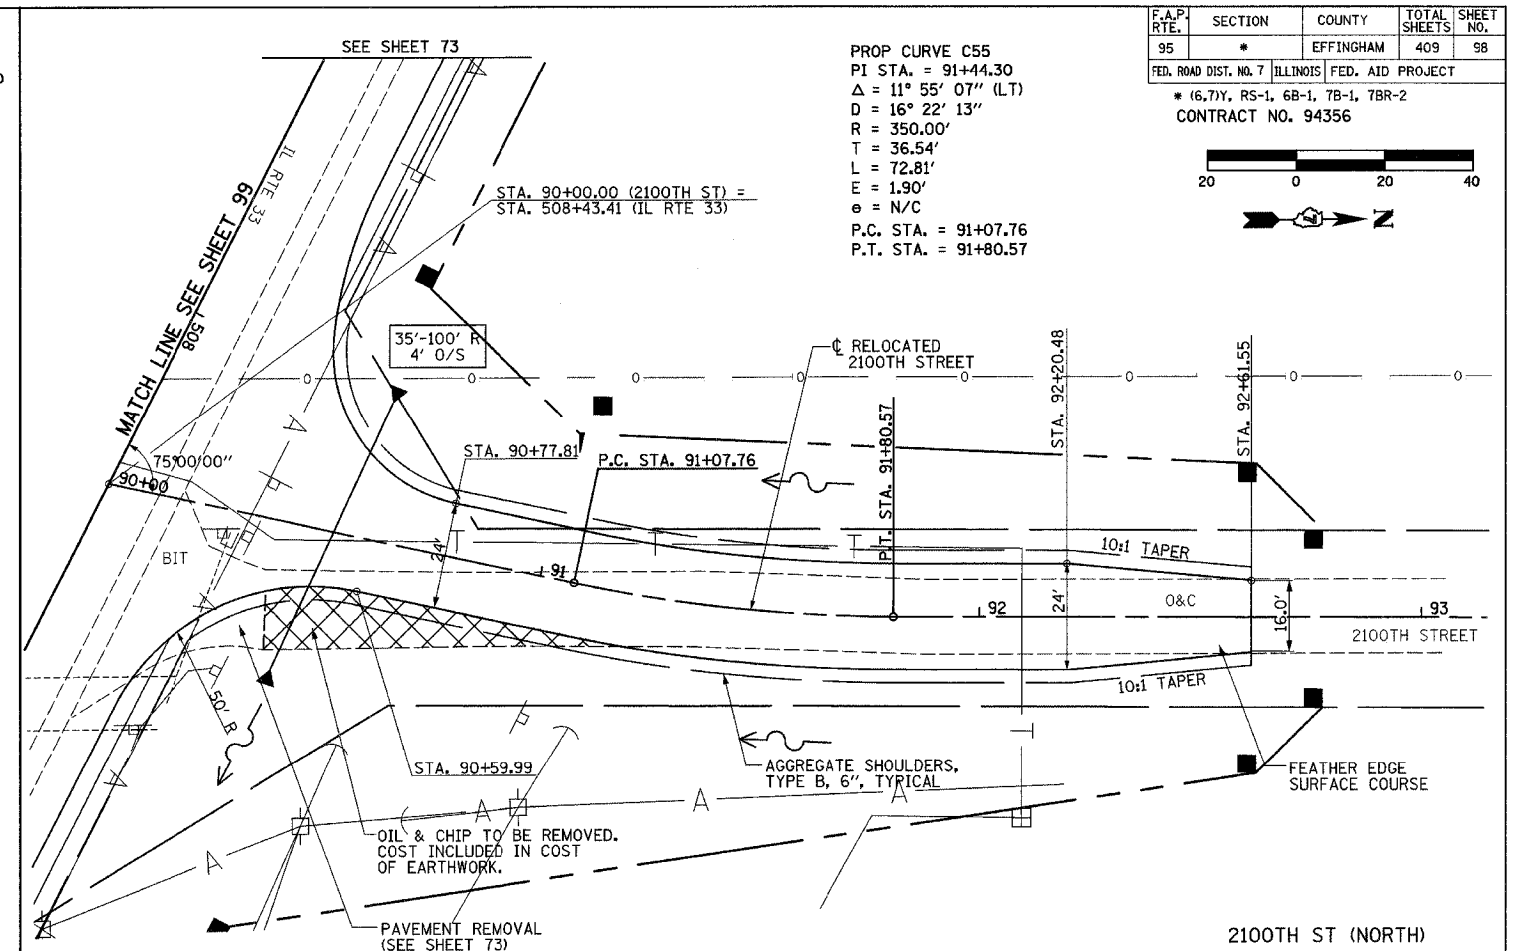 F.A.P. RTE.
SECTION
COUNTY
TOTAL SHEETS
SHEET NO.
95
*
EFFINGHAM
409
98
FED. ROAD DIST. NO. 7
ILLINOIS
FED. AID PROJECT
* (6,7)Y, RS-1, 6B-1, 7B-1, 7BR-2
CONTRACT NO. 94356
20 0 20 40
N
SEE SHEET 73
PROP CURVE C55
PI STA. = 91+44.30
Δ = 11° 55' 07" (LT)
D = 16° 22' 13"
R = 350.00'
T = 36.54'
L = 72.81'
E = 1.90'
e = N/C
P.C. STA. = 91+07.76
P.T. STA. = 91+80.57
IL RTE 33
MATCH LINE SEE SHEET 99
508
STA. 90+00.00 (2100TH ST) =
STA. 508+43.41 (IL RTE 33)
35'-100' R
4' O/S
℄ RELOCATED
2100TH STREET
STA. 92+20.48
STA. 92+61.55
P.T. STA. 91+80.57
STA. 90+77.81
P.C. STA. 91+07.76
75°00'00"
90+00
BIT
24'
91
10:1 TAPER
24'
92
O&C
16.0'
93
2100TH STREET
10:1 TAPER
50' R
STA. 90+59.99
AGGREGATE SHOULDERS,
TYPE B, 6", TYPICAL
FEATHER EDGE
SURFACE COURSE
OIL & CHIP TO BE REMOVED.
COST INCLUDED IN COST
OF EARTHWORK.
PAVEMENT REMOVAL
(SEE SHEET 73)
2100TH ST (NORTH)